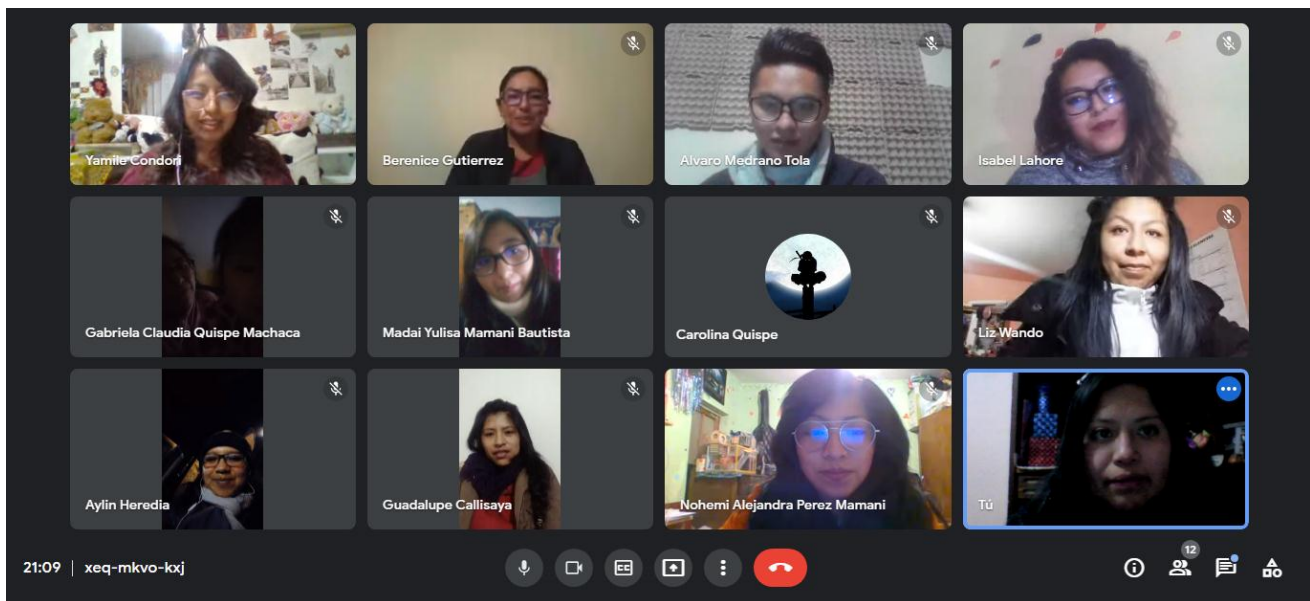 Yamile Condori
Berenice Gutierrez
Alvaro Medrano Tola
Isabel Lahore
Gabriela Claudia Quispe Machaca
Madai Yulisa Mamani Bautista
Carolina Quispe
Liz Wando
Aylin Heredia
Guadalupe Callisaya
Nohemi Alejandra Perez Mamani
Tú
21:09 | xeq-mkvo-kxj
12